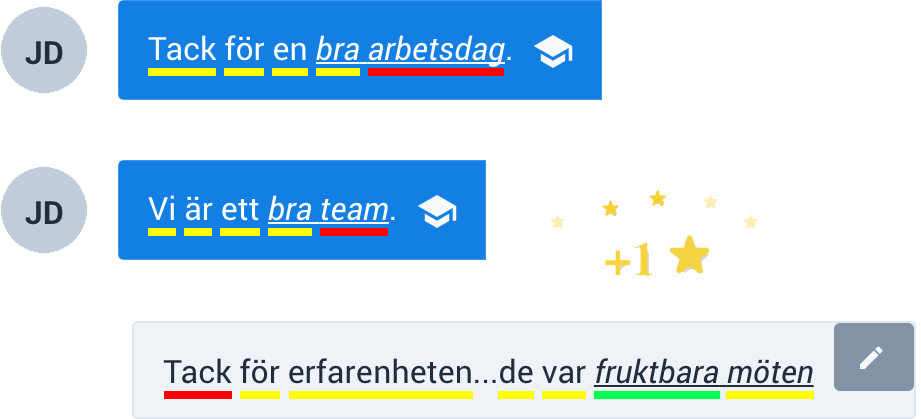 JD
Tack för en bra arbetsdag.
JD
Vi är ett bra team.
+1
Tack för erfarenheten...de var fruktbara möten